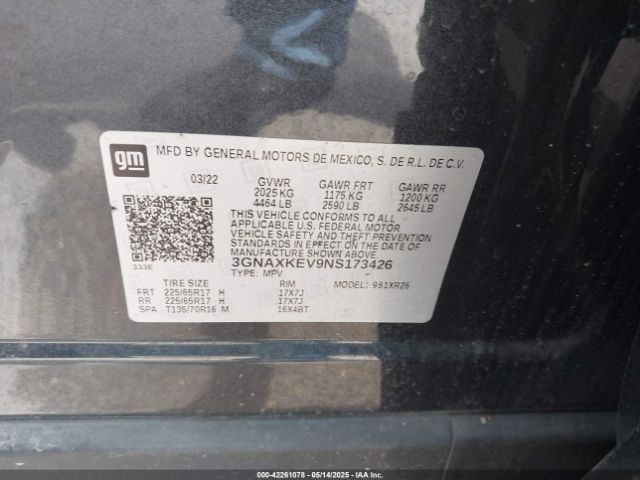 gm
MFD BY GENERAL MOTORS DE MEXICO, S. DE R.L. DE C.V.
03/22 GVWR GAWR FRT GAWR RR
2025 KG 1175 KG 1200 KG
4464 LB 2590 LB 2645 LB
THIS VEHICLE CONFORMS TO ALL
APPLICABLE U.S. FEDERAL MOTOR
VEHICLE SAFETY AND THEFT PREVENTION
STANDARDS IN EFFECT ON THE DATE OF
MANUFACTURE SHOWN ABOVE.
333E 3GNAXKEV9NS173426
TYPE: MPV
TIRE SIZE RIM MODEL: 961XR26
FRT 225/65R17 H 17X7J
RR 225/65R17 H 17X7J
SPA T135/70R16 M 16X4BT
000-42261078 - 05/14/2025 - IAA Inc.